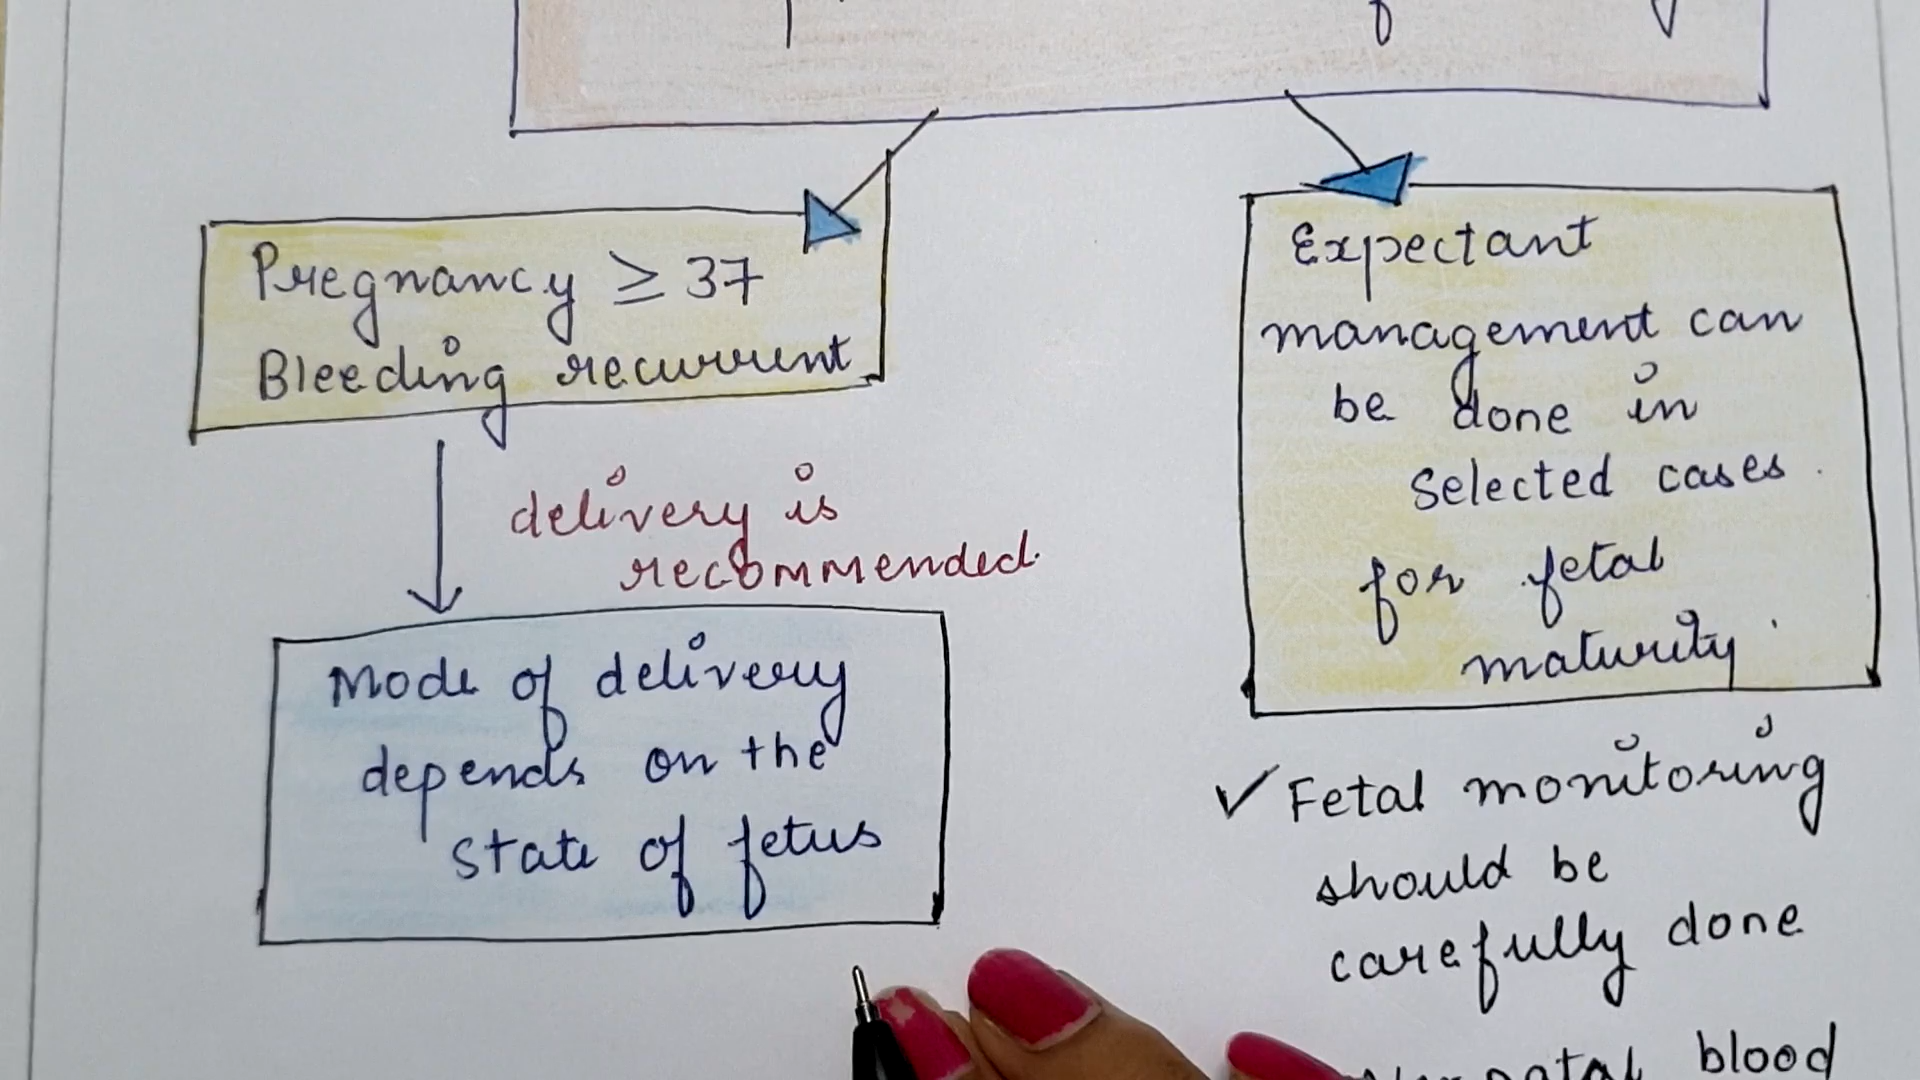 Pregnancy ≥ 37
Bleeding recurrent
delivery is
recommended.
Mode of delivery
depends on the
state of fetus
Expectant
management can
be done in
selected cases.
for fetal
maturity.
✓ Fetal monitoring
should be
carefully done
blood